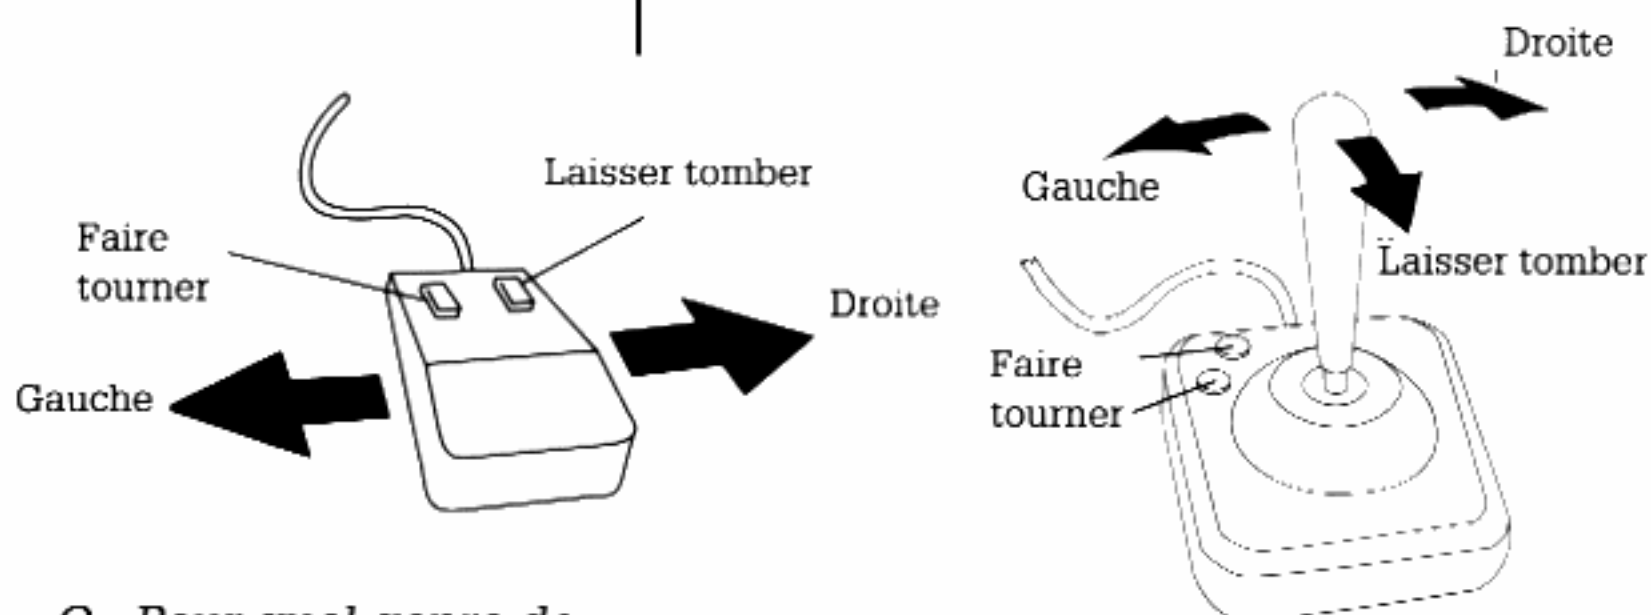 Droite
Laisser tomber
Gauche
Faire
tourner
Laisser tomber
Droite
Faire
Gauche
tourner